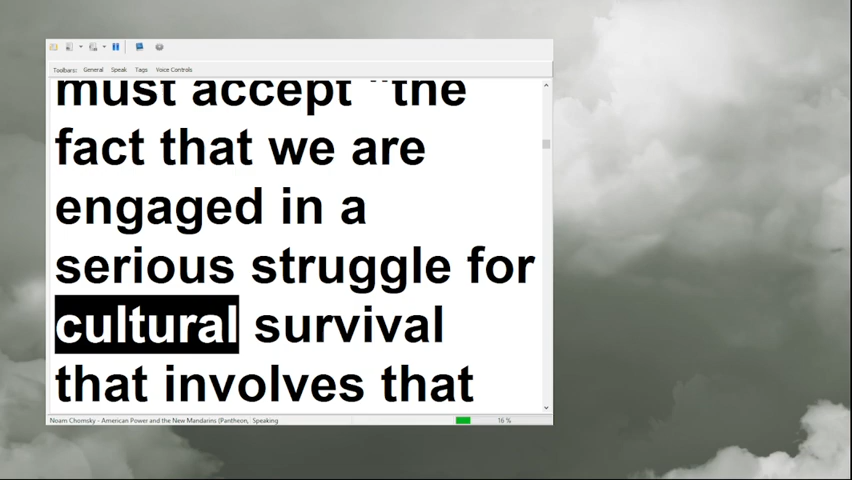 Toolbars: General Speak Tags Voice Controls
must accept "the
fact that we are
engaged in a
serious struggle for
cultural survival
that involves that
Noam Chomsky - American Power and the New Mandarins (Pantheon, Speaking 16 %